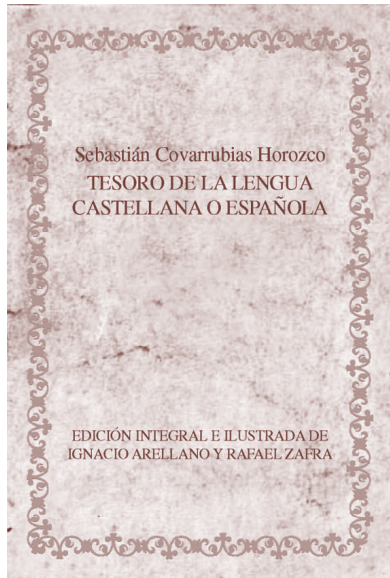 Sebastián Covarrubias Horozco
TESORO DE LA LENGUA
CASTELLANA O ESPAÑOLA
EDICIÓN INTEGRAL E ILUSTRADA DE
IGNACIO ARELLANO Y RAFAEL ZAFRA